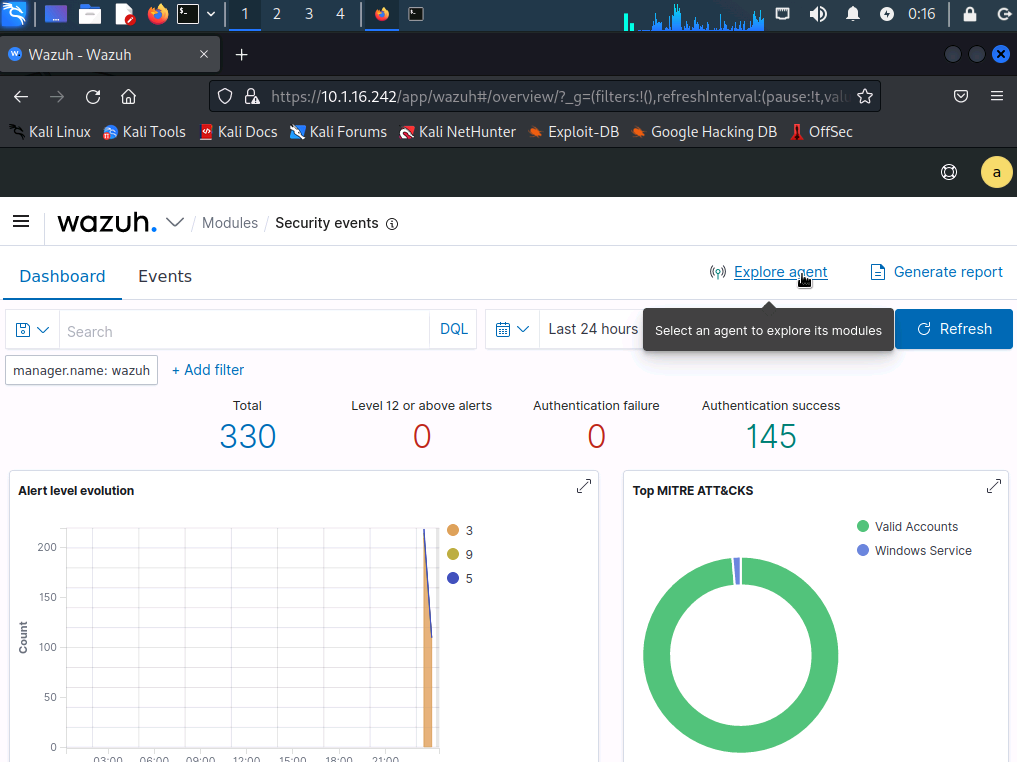 1 2 3 4 0:16
Wazuh - Wazuh
https://10.1.16.242/app/wazuh#/overview/?_g=(filters:!(),refreshInterval:(pause:!t,valu
Kali Linux Kali Tools Kali Docs Kali Forums Kali NetHunter Exploit-DB Google Hacking DB OffSec
a
wazuh. / Modules / Security events
Dashboard Events Explore agent Generate report
Search DQL Last 24 hours Select an agent to explore its modules Refresh
manager.name: wazuh + Add filter
Total Level 12 or above alerts Authentication failure Authentication success
330 0 0 145
Alert level evolution Top MITRE ATT&CKS
3
9
5
Valid Accounts
Windows Service
200
150
100
50
0
Count
03:00 06:00 09:00 12:00 15:00 18:00 21:00